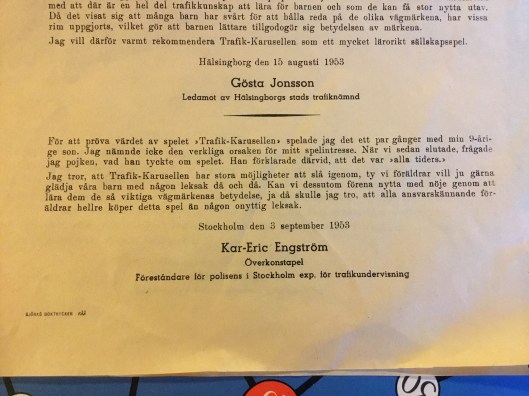 med att där är en hel del trafikkunskap att lära för barnen och som de kan få stor nytta utav.
Då det visat sig att många barn har svårt för att hålla reda på de olika vägmärkena, har vissa
rim uppgjorts, vilket gör att barnen lättare tillgodogör sig betydelsen av märkena.
Jag vill därför varmt rekommendera Trafik-Karusellen som ett mycket lärorikt sällskapsspel.
Hälsingborg den 15 augusti 1953
Gösta Jonsson
Ledamot av Hälsingborgs stads trafiknämnd
För att pröva värdet av spelet »Trafik-Karusellen» spelade jag det ett par gånger med min 9-åri-
ge son. Jag nämnde icke den verkliga orsaken för mitt spelintresse. När vi sedan slutade, frågade
jag pojken, vad han tyckte om spelet. Han förklarade därvid, att det var »alla tiders.»
Jag tror, att Trafik-Karusellen har stora möjligheter att slå igenom, ty vi föräldrar vill ju gärna
glädja våra barn med någon leksak då och då. Kan vi dessutom förena nytta med nöje genom att
lära dem de så viktiga vägmärkenas betydelse, ja då skulle jag tro, att alla ansvarskännande för-
äldrar hellre köper detta spel än någon onyttig leksak.
Stockholm den 3 september 1953
Kar-Eric Engström
Överkonstapel
Föreståndare för polisens i Stockholm exp. för trafikundervisning